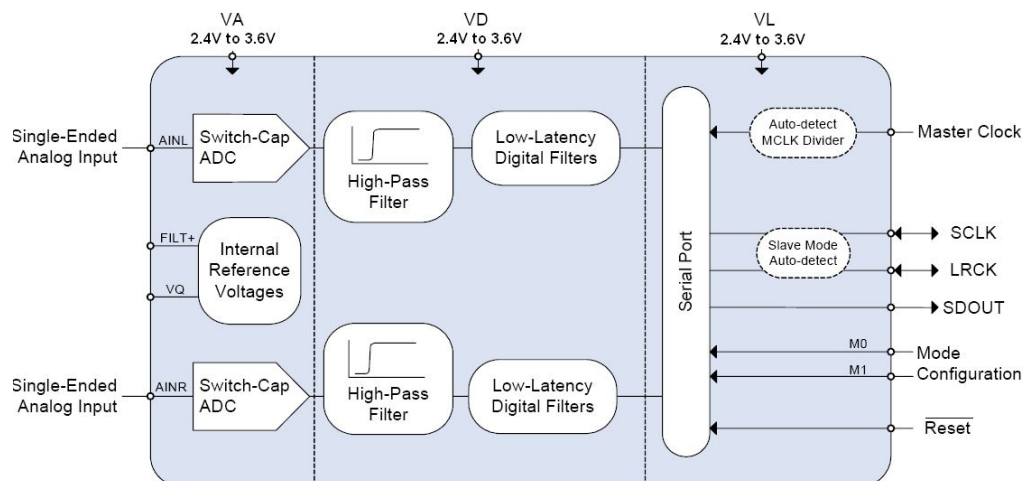 VA
2.4V to 3.6V
VD
2.4V to 3.6V
VL
2.4V to 3.6V
Single-Ended
Analog Input
AINL
Switch-Cap
ADC
High-Pass
Filter
Low-Latency
Digital Filters
Serial Port
Auto-detect
MCLK Divider
Master Clock
FILT+
VQ
Internal
Reference
Voltages
Slave Mode
Auto-detect
SCLK
LRCK
SDOUT
Single-Ended
Analog Input
AINR
Switch-Cap
ADC
High-Pass
Filter
Low-Latency
Digital Filters
M0
M1
Mode
Configuration
Reset